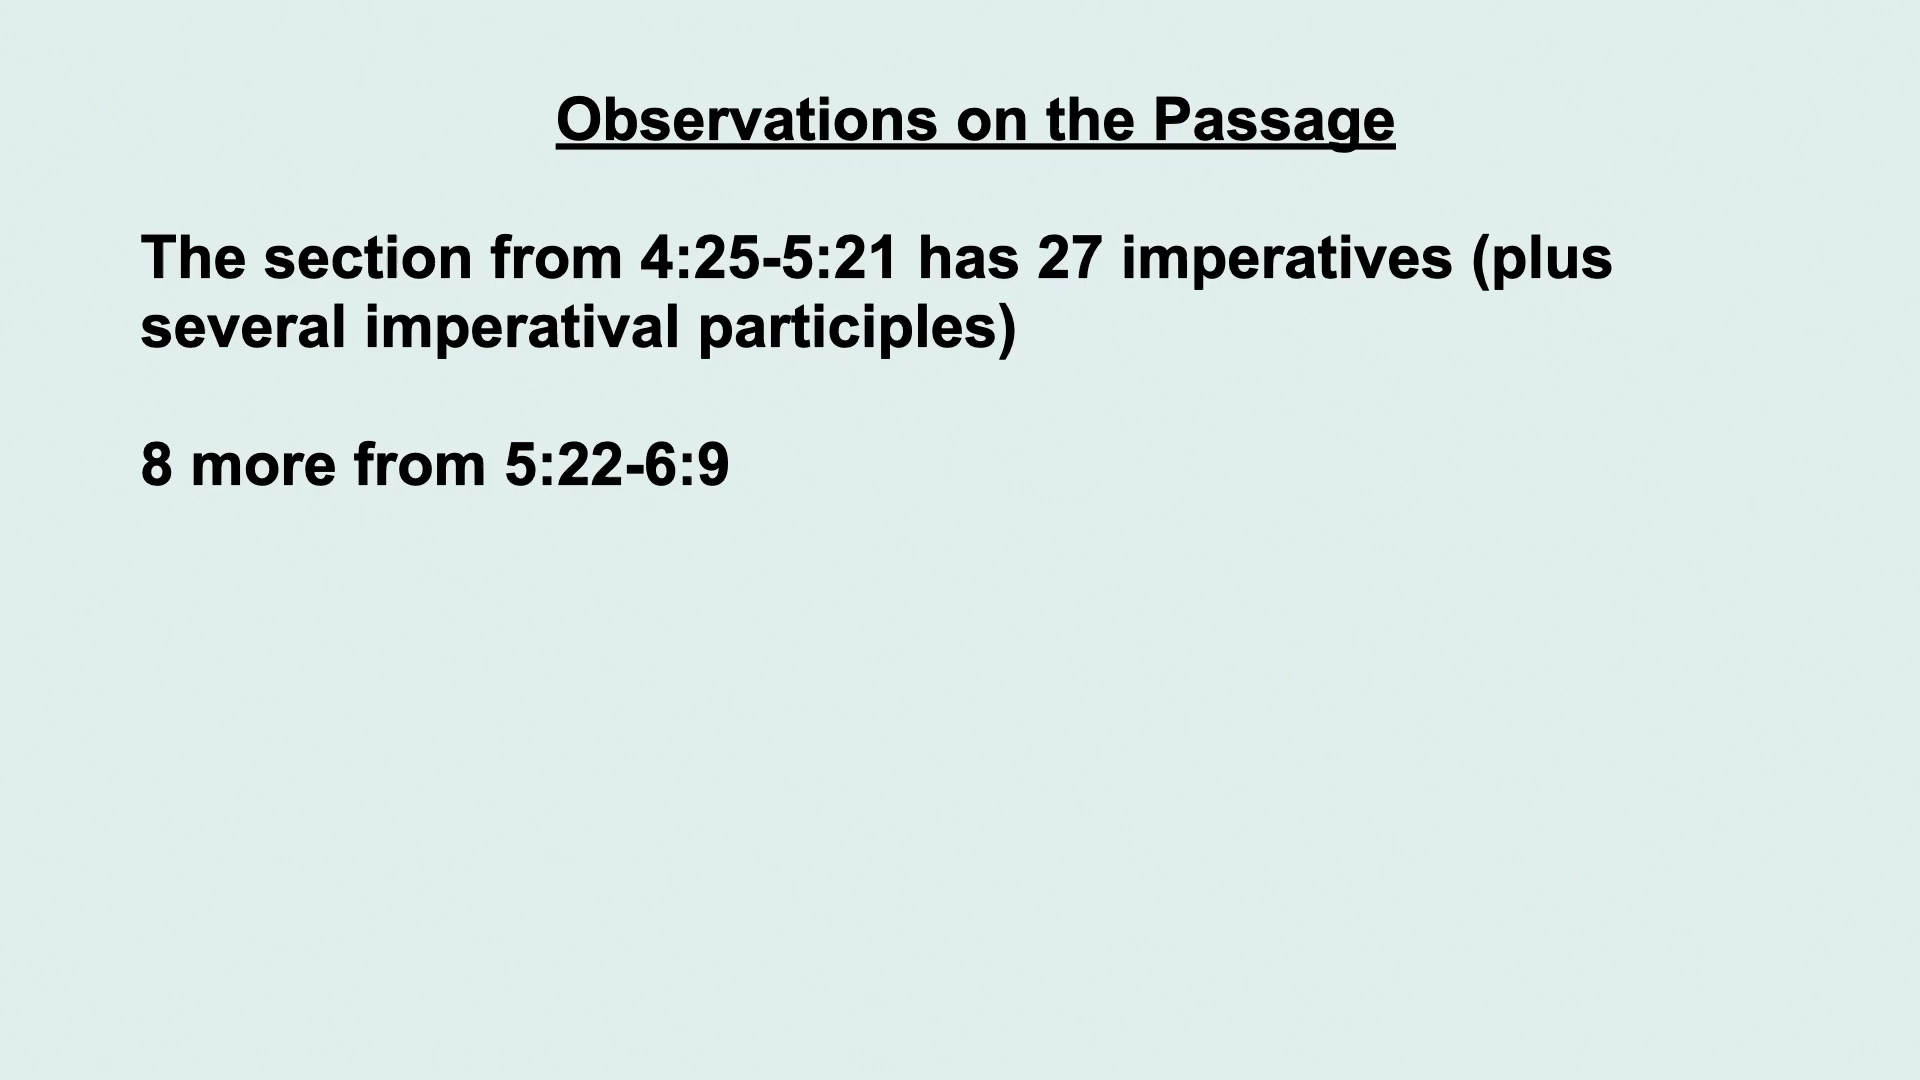 Observations on the Passage
The section from 4:25-5:21 has 27 imperatives (plus
several imperatival participles)
8 more from 5:22-6:9